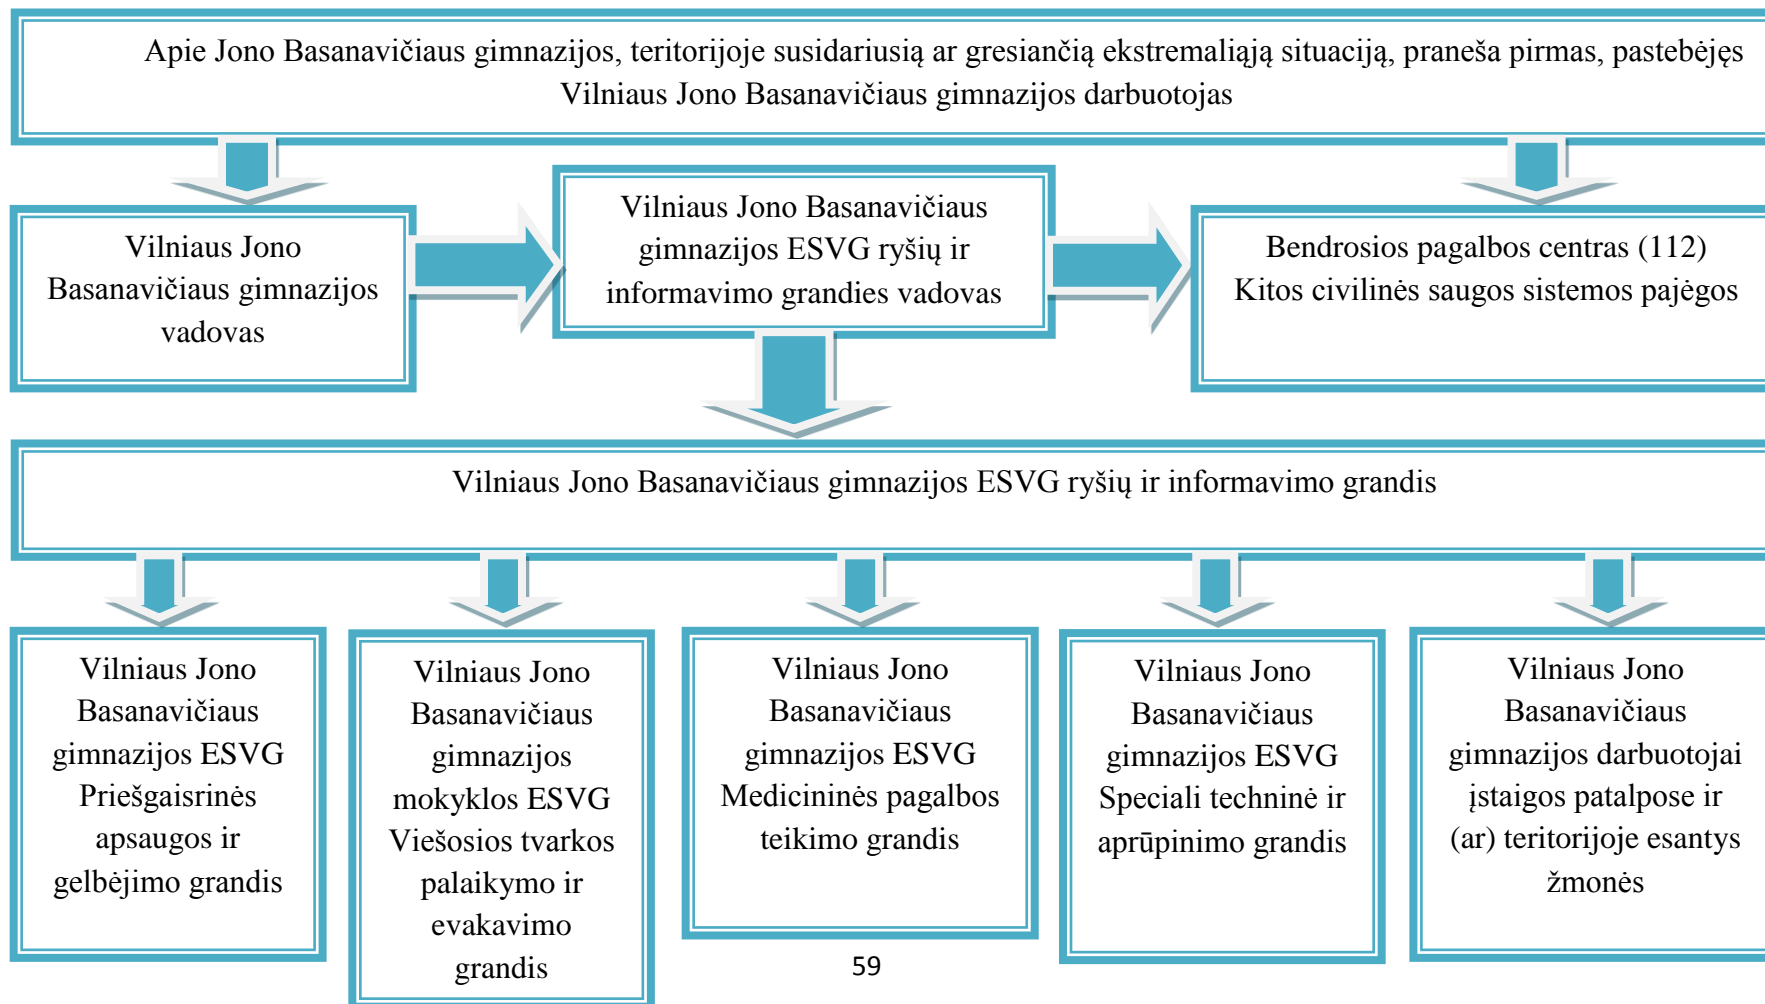 Apie Jono Basanavičiaus gimnazijos, teritorijoje susidariusią ar gresiančią ekstremaliąją situaciją, praneša pirmas, pastebėjęs
Vilniaus Jono Basanavičiaus gimnazijos darbuotojas
Vilniaus Jono
Basanavičiaus gimnazijos
vadovas
Vilniaus Jono Basanavičiaus
gimnazijos ESVG ryšių ir
informavimo grandies vadovas
Bendrosios pagalbos centras (112)
Kitos civilinės saugos sistemos pajėgos
Vilniaus Jono Basanavičiaus gimnazijos ESVG ryšių ir informavimo grandis
Vilniaus Jono
Basanavičiaus
gimnazijos ESVG
Priešgaisrinės
apsaugos ir
gelbėjimo grandis
Vilniaus Jono
Basanavičiaus
gimnazijos
mokyklos ESVG
Viešosios tvarkos
palaikymo ir
evakavimo
grandis
Vilniaus Jono
Basanavičiaus
gimnazijos ESVG
Medicininės pagalbos
teikimo grandis
Vilniaus Jono
Basanavičiaus
gimnazijos ESVG
Speciali techninė ir
aprūpinimo grandis
Vilniaus Jono
Basanavičiaus
gimnazijos darbuotojai
įstaigos patalpose ir
(ar) teritorijoje esantys
žmonės
59